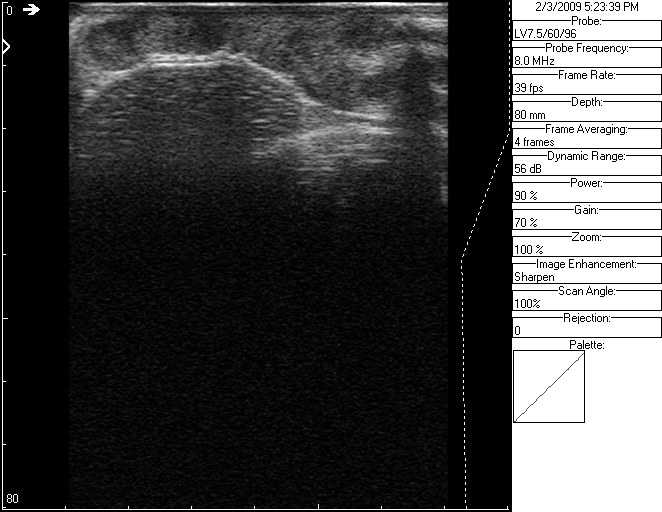 0
80
2/3/2009 5:23:39 PM
Probe:
LV7.5/60/96
Probe Frequency:
8.0 MHz
Frame Rate:
39 fps
Depth:
80 mm
Frame Averaging:
4 frames
Dynamic Range:
56 dB
Power:
90 %
Gain:
70 %
Zoom:
100 %
Image Enhancement:
Sharpen
Scan Angle:
100%
Rejection:
0
Palette: